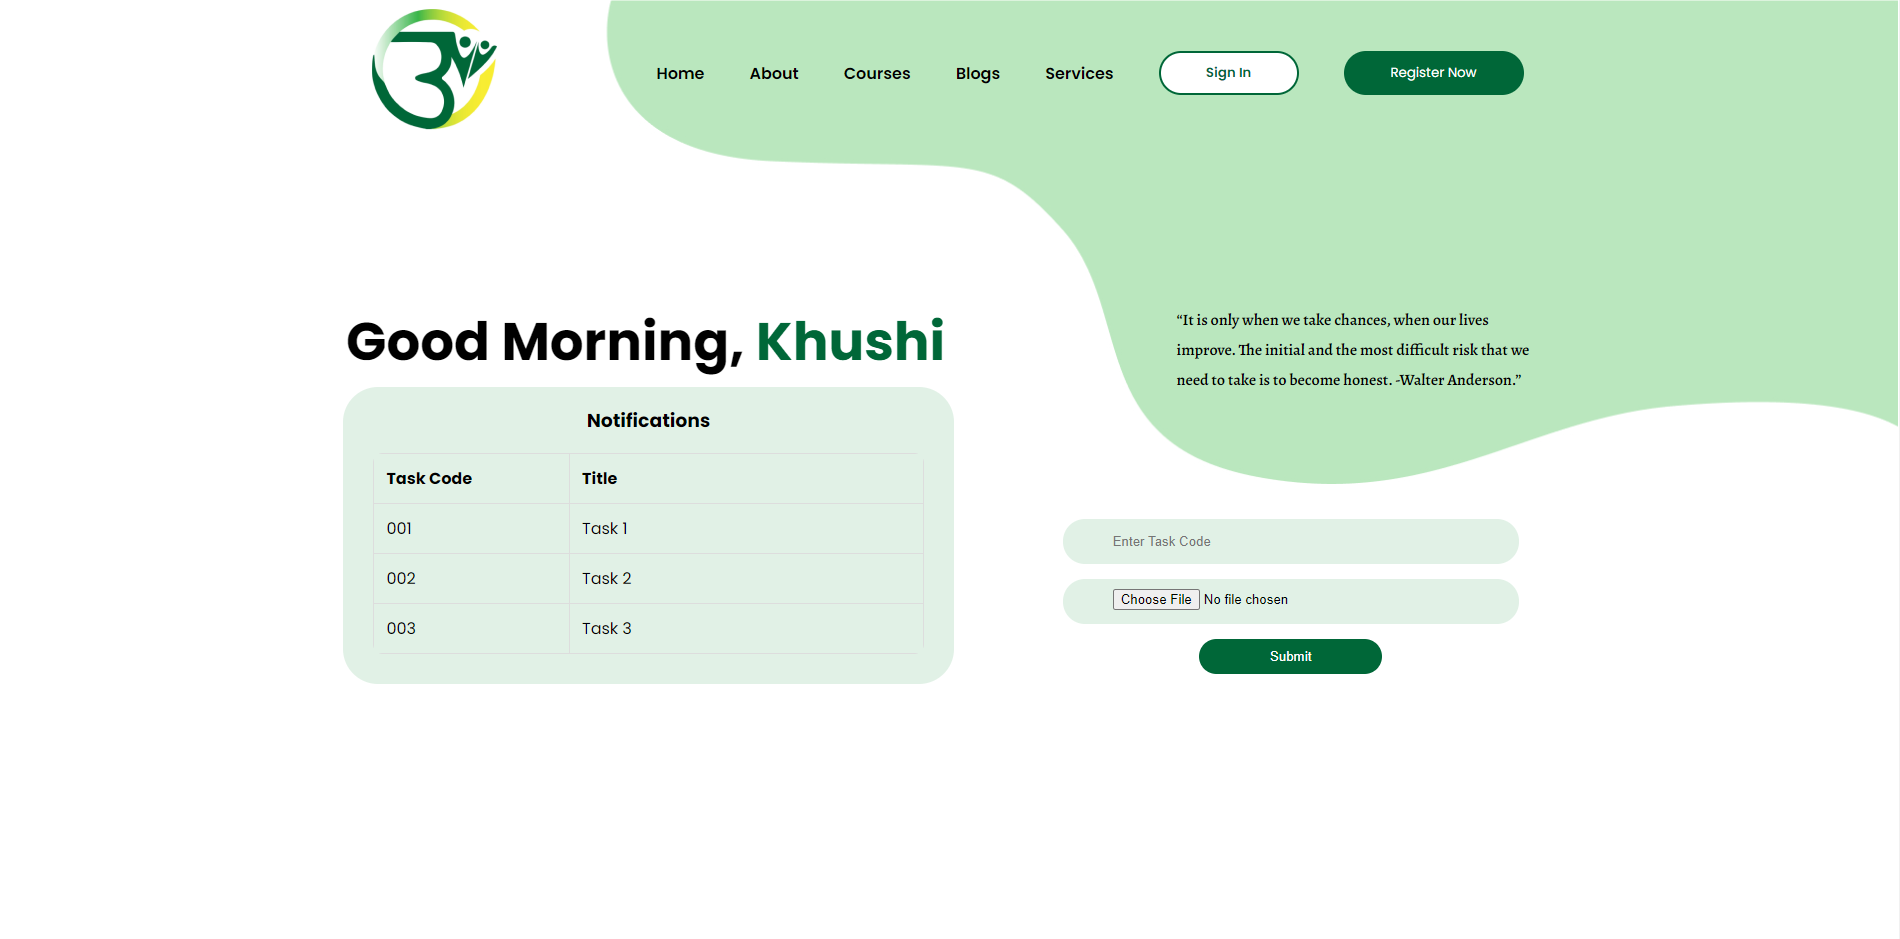 Home About Courses Blogs Services Sign In Register Now
Good Morning, Khushi
“It is only when we take chances, when our lives
improve. The initial and the most difficult risk that we
need to take is to become honest. -Walter Anderson.”
Notifications
Task Code Title
001 Task 1
002 Task 2
003 Task 3
Enter Task Code
Choose File No file chosen
Submit